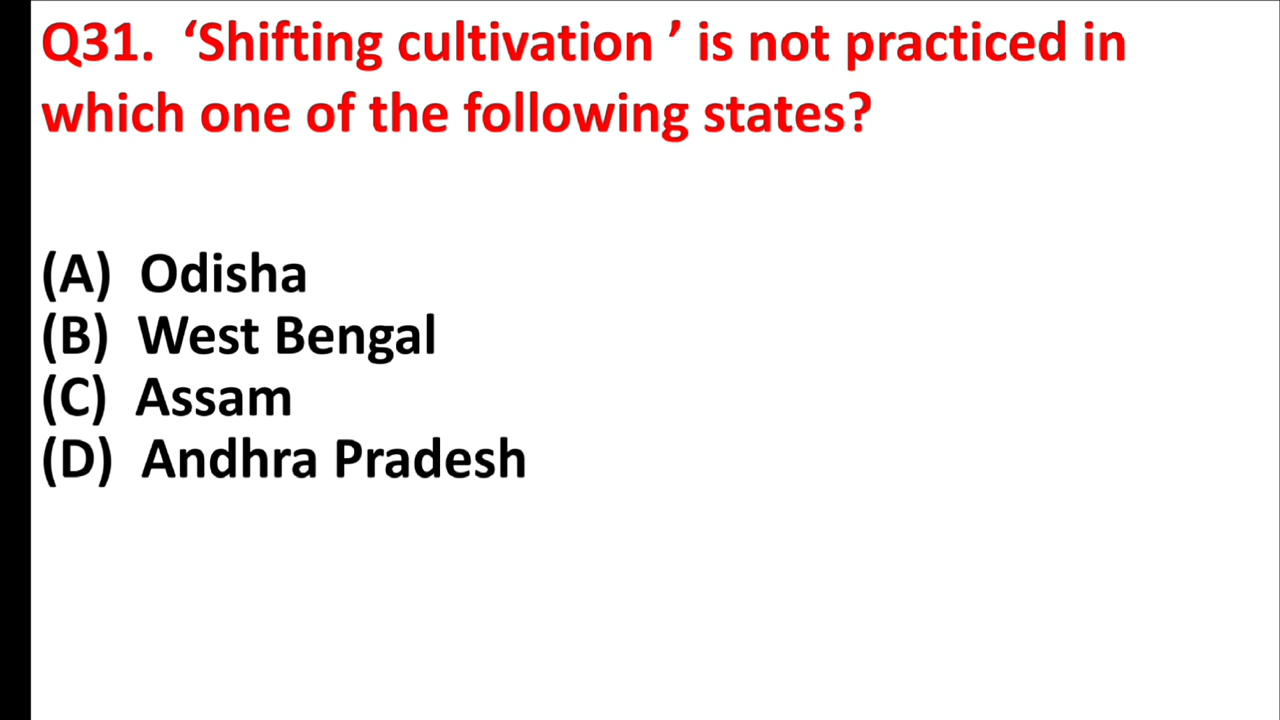 Q31. ‘Shifting cultivation ’ is not practiced in
which one of the following states?
(A) Odisha
(B) West Bengal
(C) Assam
(D) Andhra Pradesh